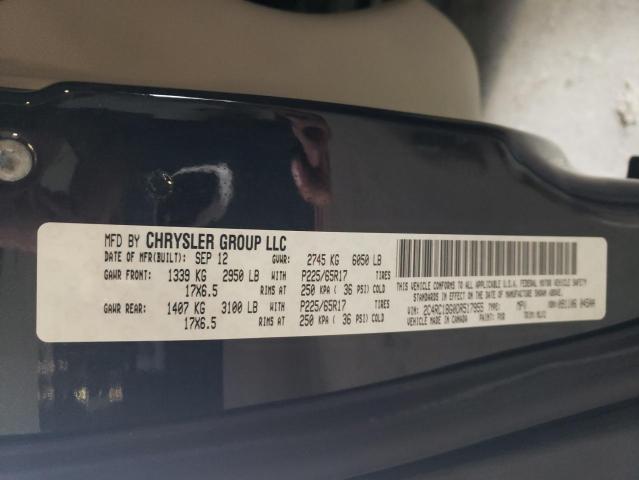 MFD BY CHRYSLER GROUP LLC
DATE OF MFR(BUILT): SEP 12 GVWR: 2745 KG 6050 LB
GAWR FRONT: 1339 KG 2950 LB WITH P225/65R17 TIRES
17X6.5 RIMS AT 250 KPA ( 36 PSI) COLD
GAWR REAR: 1407 KG 3100 LB WITH P225/65R17 TIRES
17X6.5 RIMS AT 250 KPA ( 36 PSI) COLD
THIS VEHICLE CONFORMS TO ALL APPLICABLE U.S.A. FEDERAL MOTOR VEHICLE SAFETY
STANDARDS IN EFFECT ON THE DATE OF MANUFACTURE SHOWN ABOVE.
VIN: TYPE: MPV
MADE IN CANADA PAINT: TRIM: